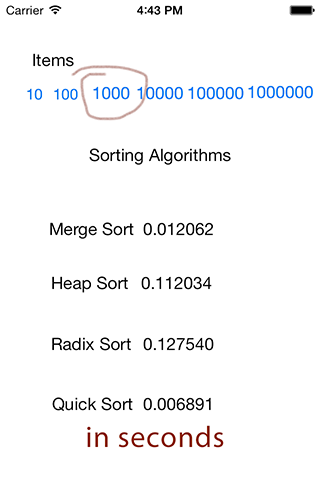 Carrier 4:43 PM
Items
10 100 1000 10000 100000 1000000
Sorting Algorithms
Merge Sort 0.012062
Heap Sort 0.112034
Radix Sort 0.127540
Quick Sort 0.006891
in seconds